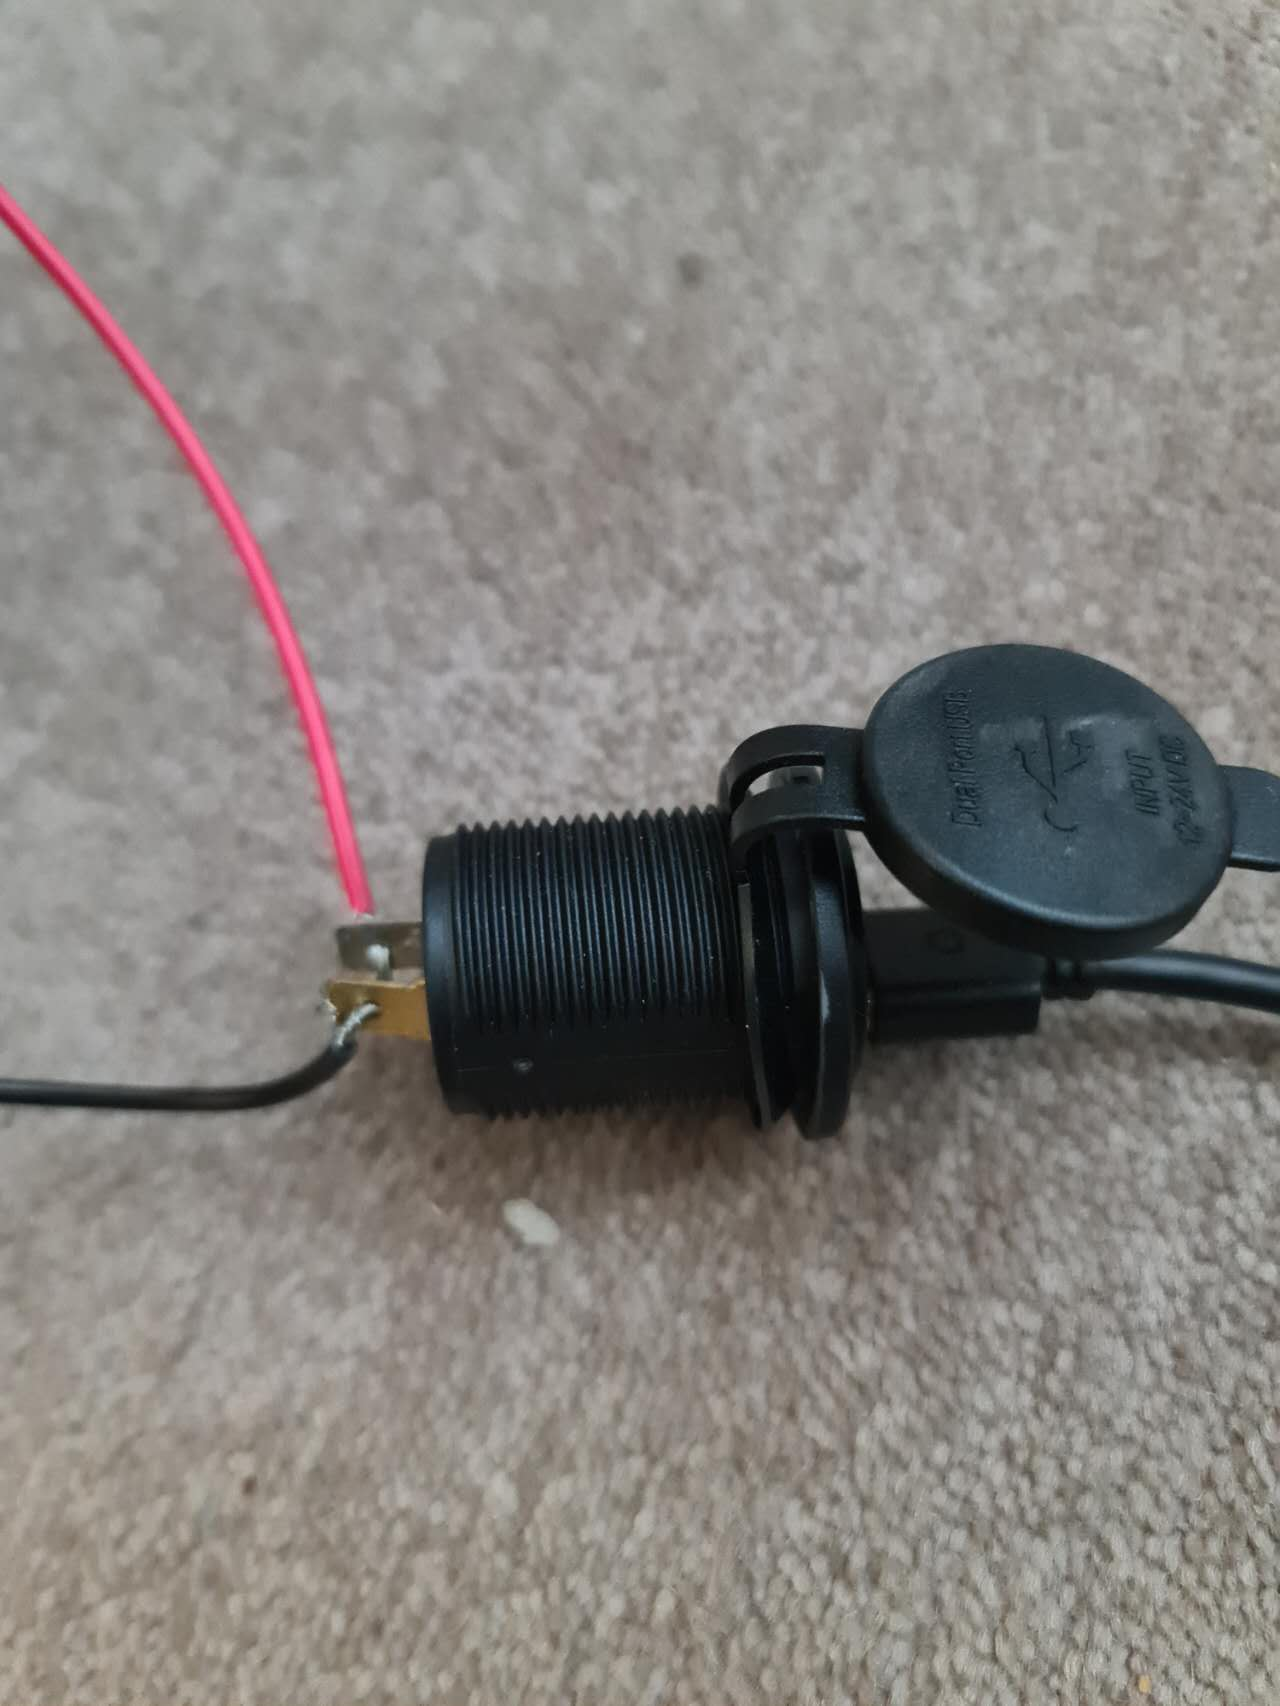 Dual Port USB
INPUT
12-24V DC